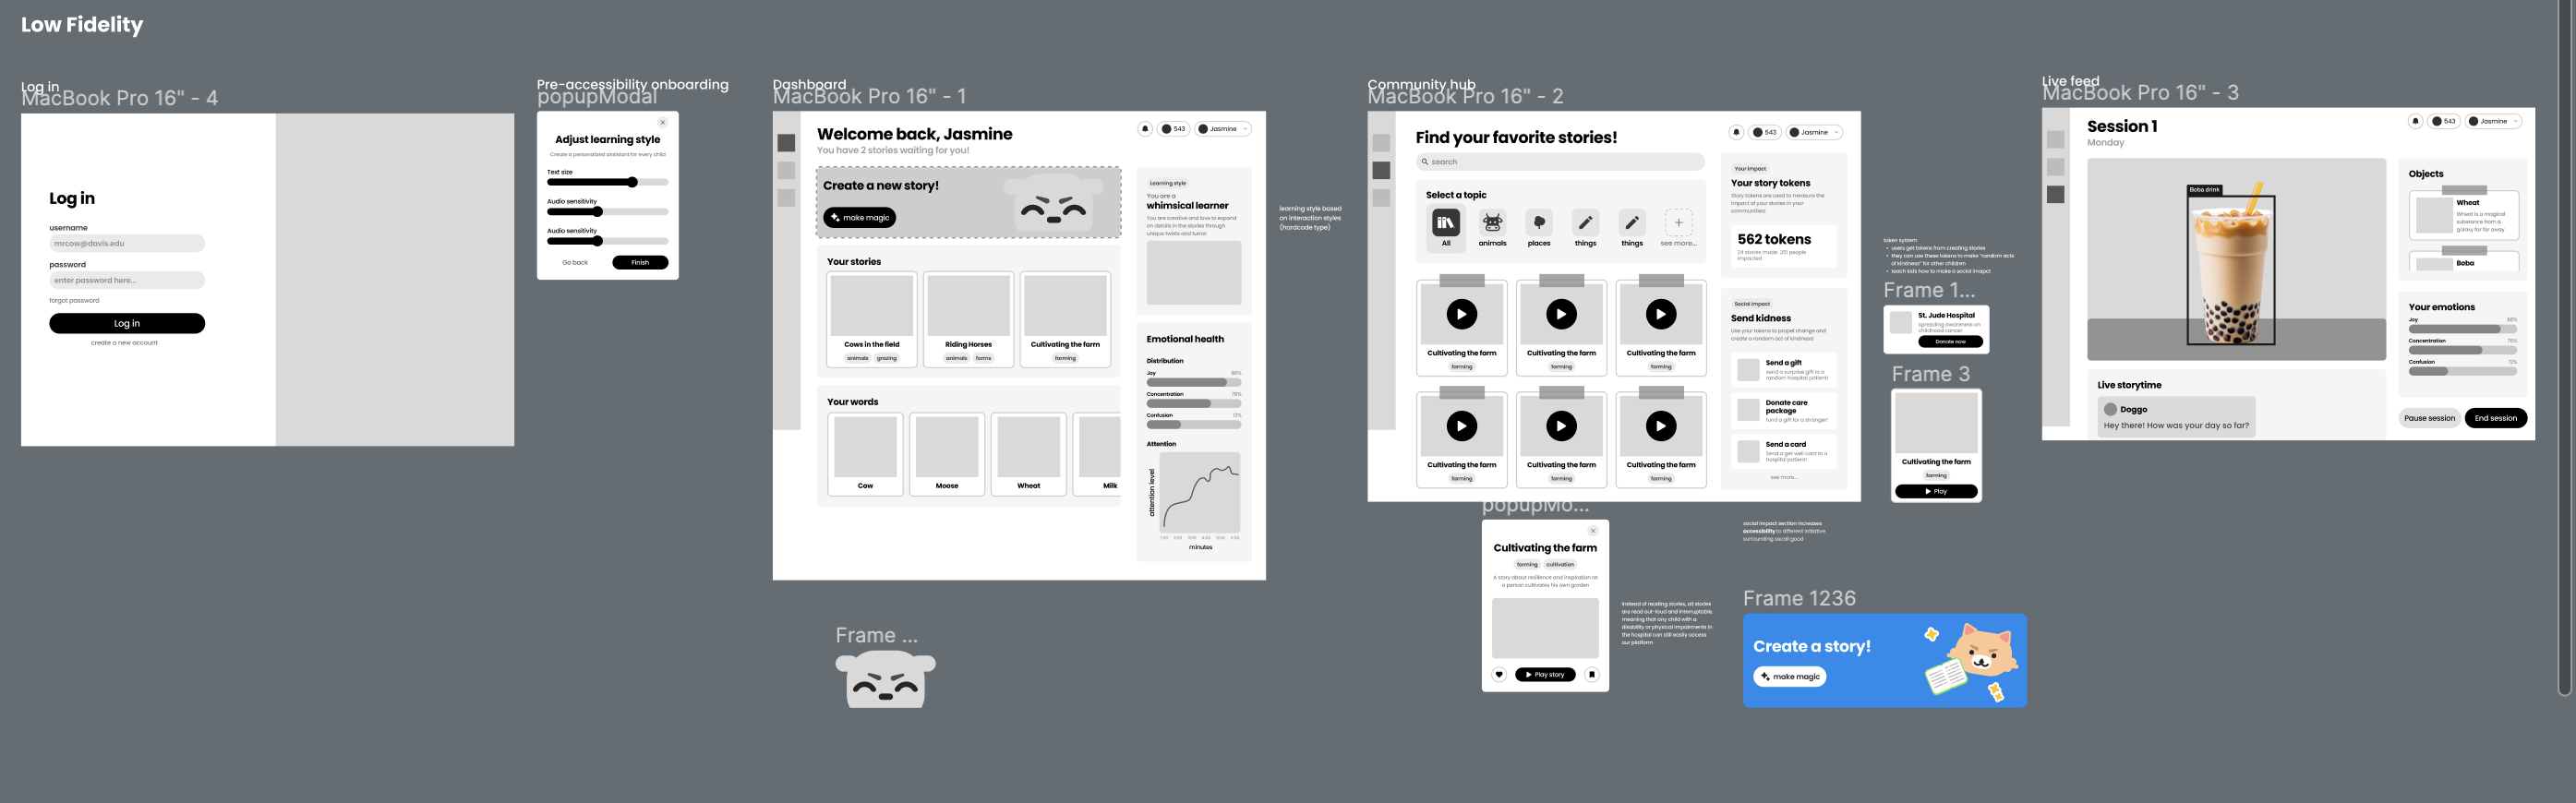 Low Fidelity
Log in
MacBook Pro 16" - 4
Log in
username
mrcow@davis.edu
password
enter password here...
forgot password
Log in
create a new account
Pre-accessibility onboarding
popupModal
Adjust learning style
Create a personalized assistant for every child
Text size
Audio sensitivity
Audio sensitivity
Go back
Finish
Dashboard
MacBook Pro 16" - 1
Welcome back, Jasmine
You have 2 stories waiting for you!
543
Jasmine
Create a new story!
make magic
Your stories
Cows in the field
animals
grazing
Riding Horses
animals
farms
Cultivating the farm
farming
Your words
Cow
Moose
Wheat
Milk
Learning style
You are a
whimsical learner
You are creative and love to expand
on details in the stories through
unique twists and turns!
Emotional health
Distribution
Joy
86%
Concentration
78%
Confusion
12%
Attention
attention level
minutes
learning style based
on interaction styles
(hardcode type)
Frame ...
Community hub
MacBook Pro 16" - 2
Find your favorite stories!
543
Jasmine
search
Select a topic
All
animals
places
things
things
see more...
Cultivating the farm
farming
Cultivating the farm
farming
Cultivating the farm
farming
Cultivating the farm
farming
Cultivating the farm
farming
Cultivating the farm
farming
Your impact
Your story tokens
Story tokens are used to measure the
impact of your stories in your
communities!
562 tokens
24 stories made. 251 people
impacted
Social impact
Send kidness
Use your tokens to propel change and
create a random act of kindness!
Send a gift
send a surprise gift to a
random hospital patient!
Donate care
package
fund a gift for a stranger!
Send a card
Send a get well card to a
hospital patient!
see more...
token system
users get tokens from creating stories
they can use these tokens to make "random acts
of kindness" for other children
teach kids how to make a social imapct
Frame 1...
St. Jude Hospital
spreading awareness on
childhood cancer
Donate now
Frame 3
Cultivating the farm
farming
Play
popupMo...
Cultivating the farm
farming
cultivation
A story about resilience and inspiration as
a person cultivates his own garden
Play story
instead of reading stories, all stories
are read out-loud and interruptable,
meaning that any child with a
disability or physical impairments in
the hospital can still easily access
our platform
social impact section increases
accessibility to different initiative
surrounding social good
Frame 1236
Create a story!
make magic
Live feed
MacBook Pro 16" - 3
Session 1
Monday
543
Jasmine
Boba drink
Objects
Wheat
Wheat is a magical
substance from a
galaxy far far away
Boba
Your emotions
Joy
86%
Concentration
78%
Confusion
12%
Live storytime
Doggo
Hey there! How was your day so far?
Pause session
End session